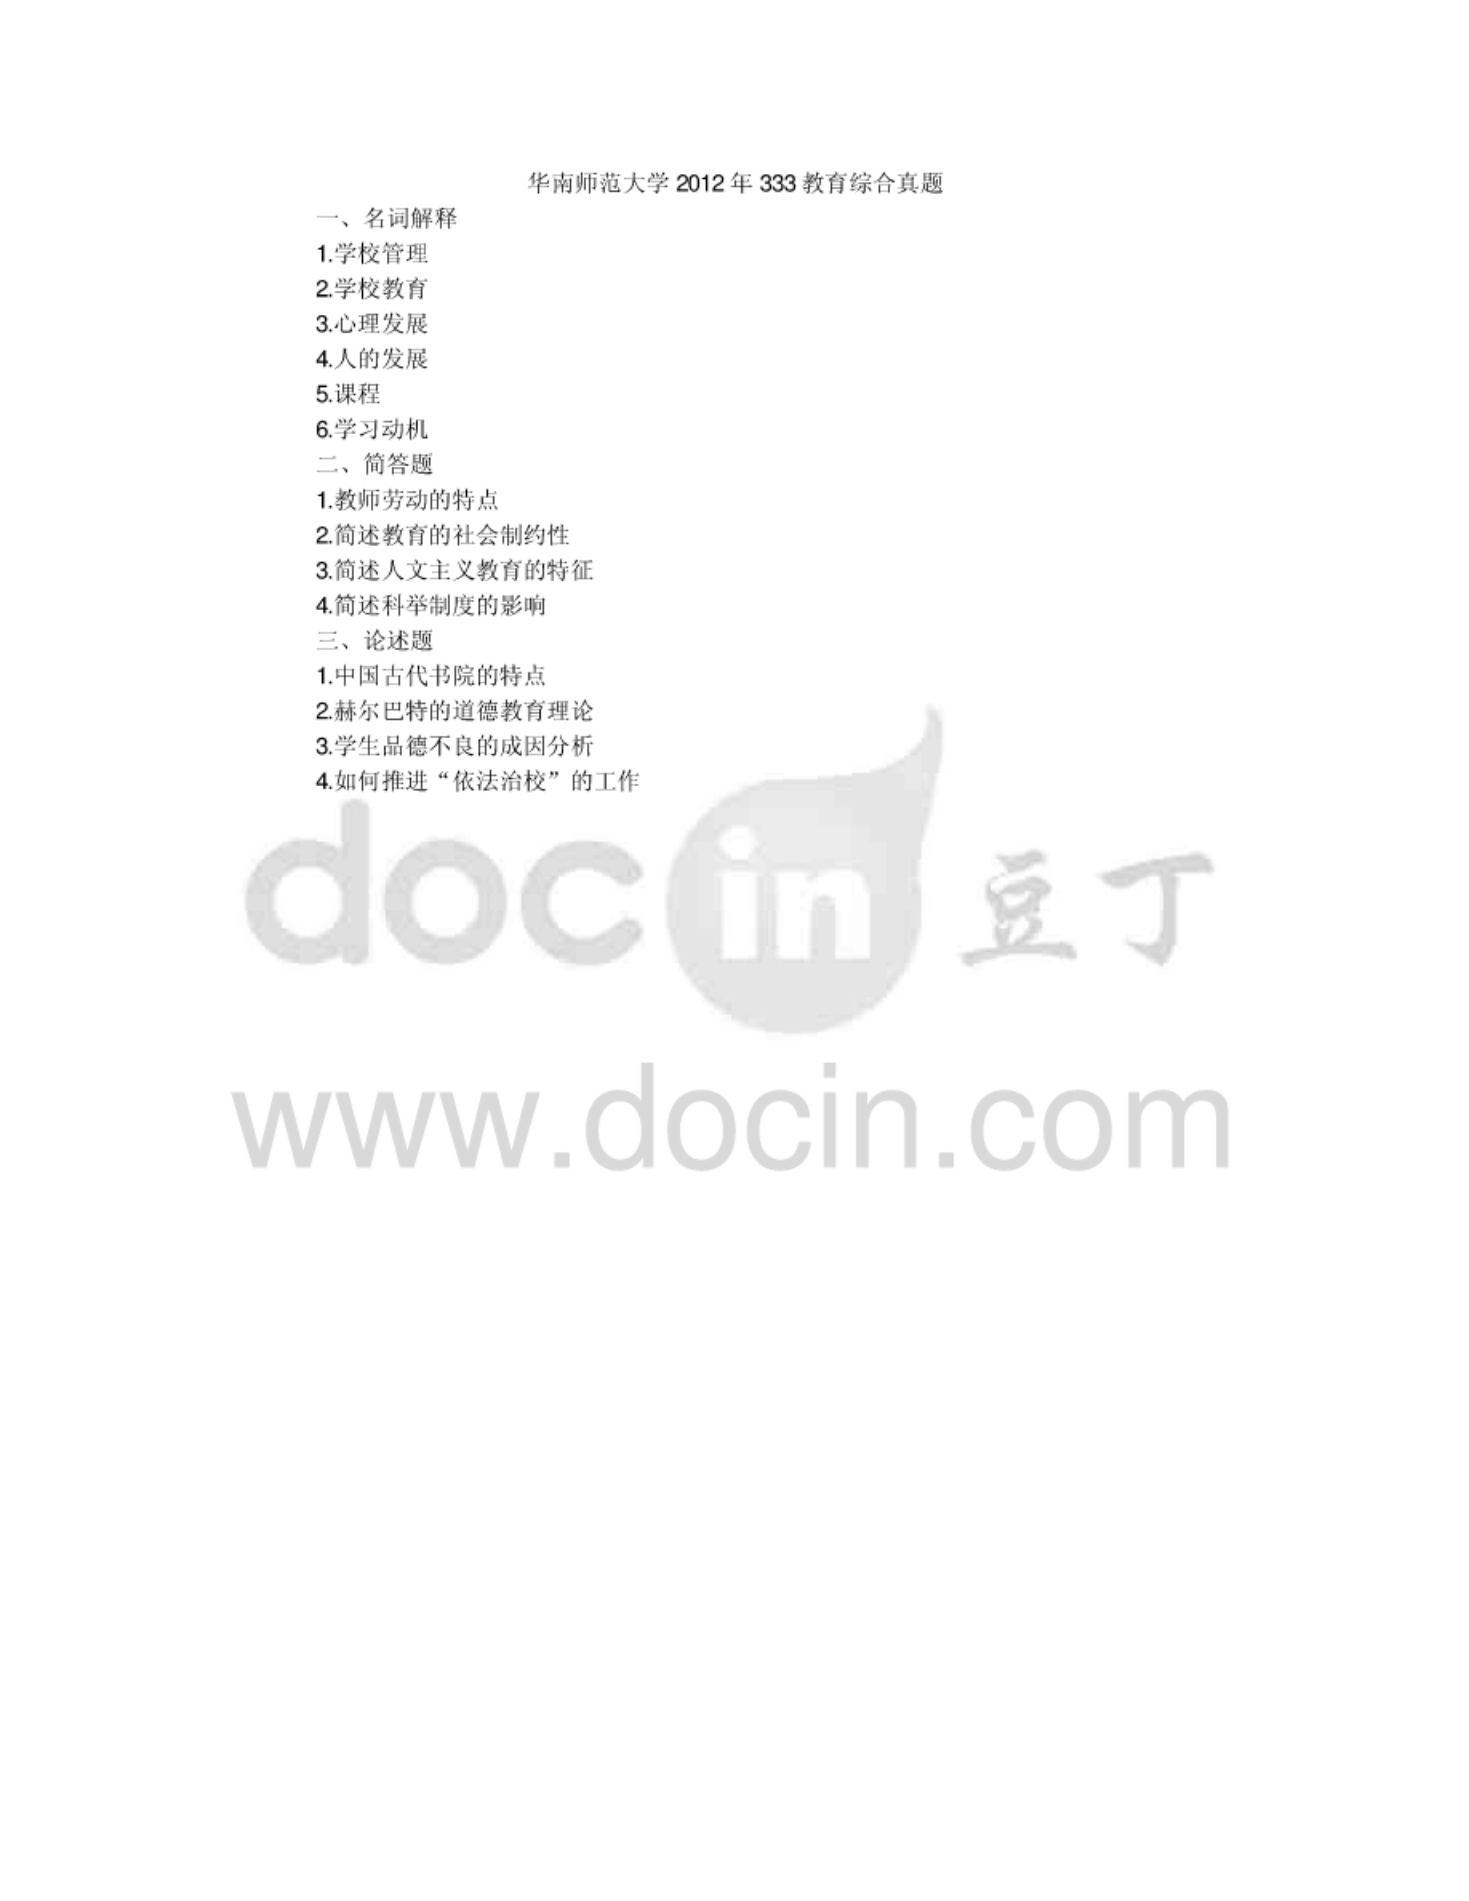 华南师范大学 2012 年 333 教育综合真题
一、名词解释
1.学校管理
2.学校教育
3.心理发展
4.人的发展
5.课程
6.学习动机
二、简答题
1.教师劳动的特点
2.简述教育的社会制约性
3.简述人文主义教育的特征
4.简述科举制度的影响
三、论述题
1.中国古代书院的特点
2.赫尔巴特的道德教育理论
3.学生品德不良的成因分析
4.如何推进“依法治校”的工作
docin 豆丁
www.docin.com